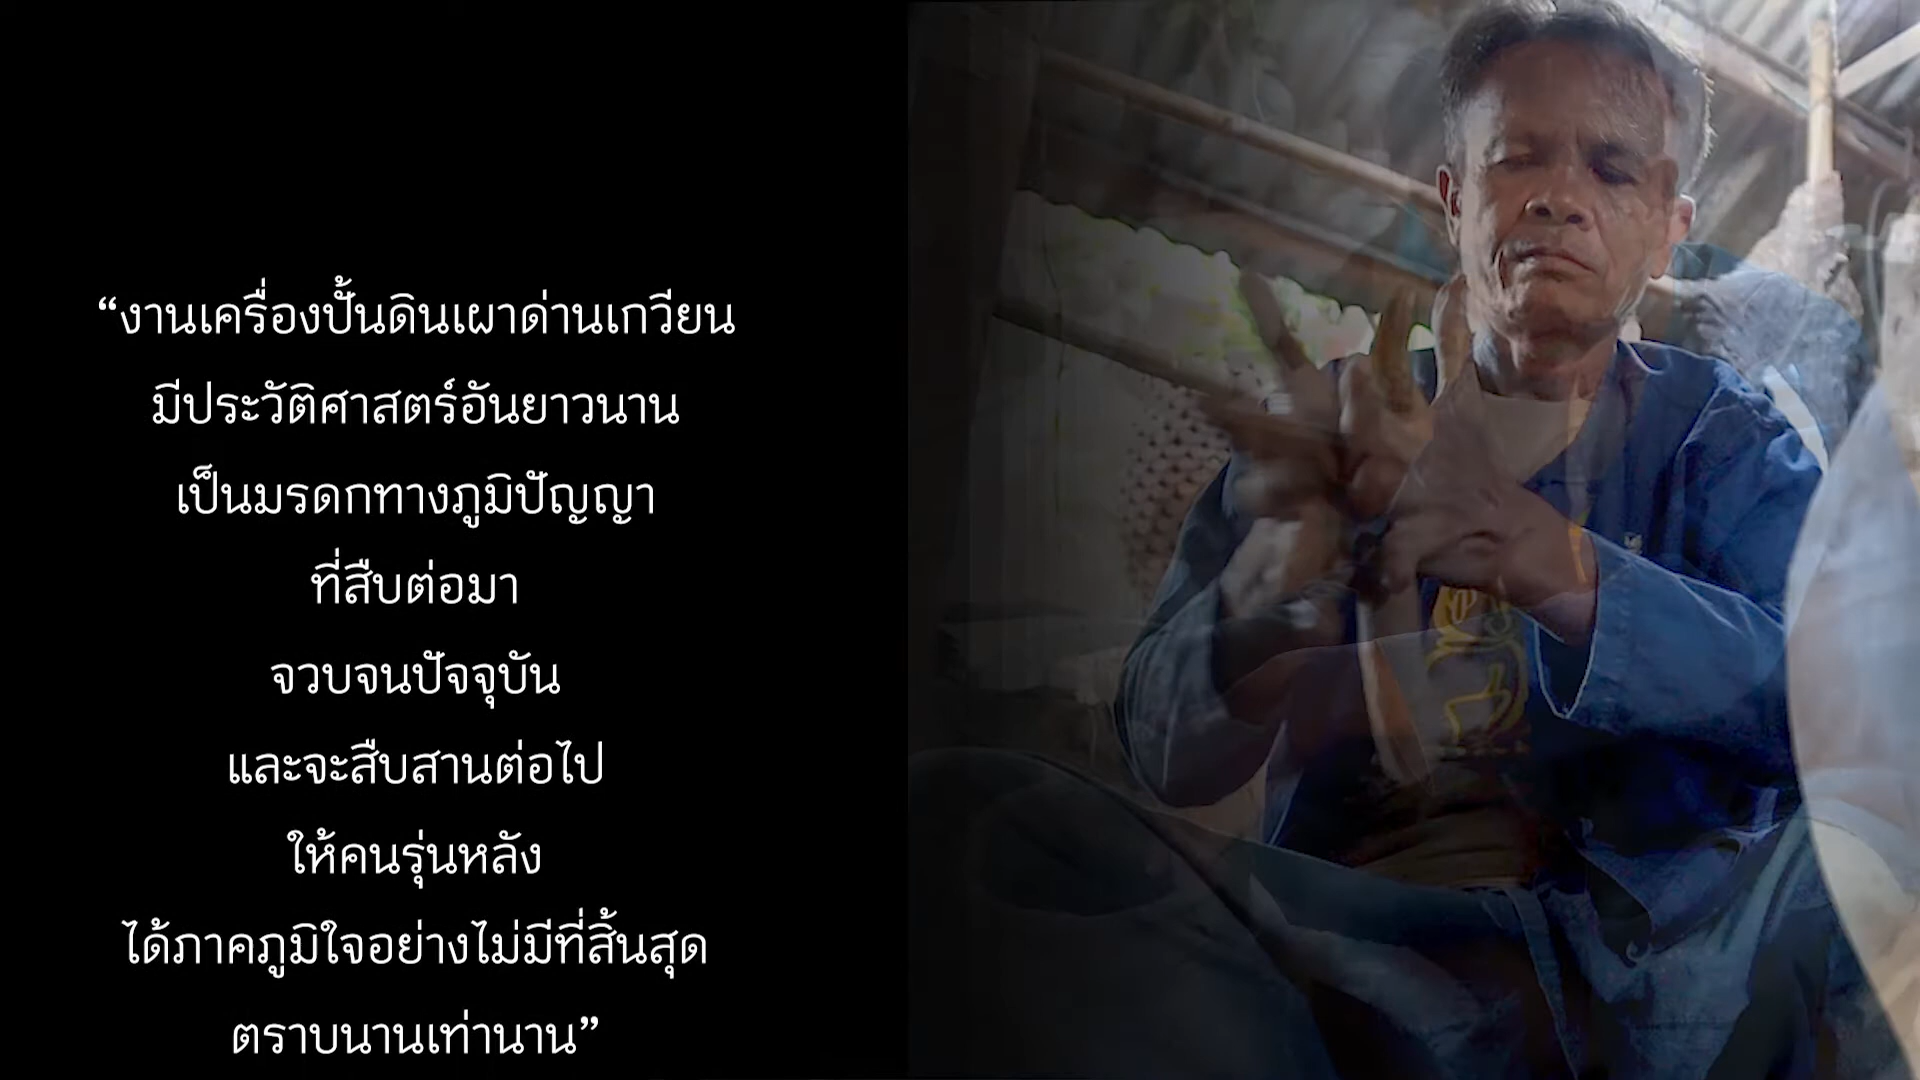 “งานเครื่องปั้นดินเผาด่านเกวียน
มีประวัติศาสตร์อันยาวนาน
เป็นมรดกทางภูมิปัญญา
ที่สืบต่อมา
จวบจนปัจจุบัน
และจะสืบสานต่อไป
ให้คนรุ่นหลัง
ได้ภาคภูมิใจอย่างไม่มีที่สิ้นสุด
ตราบนานเท่านาน”